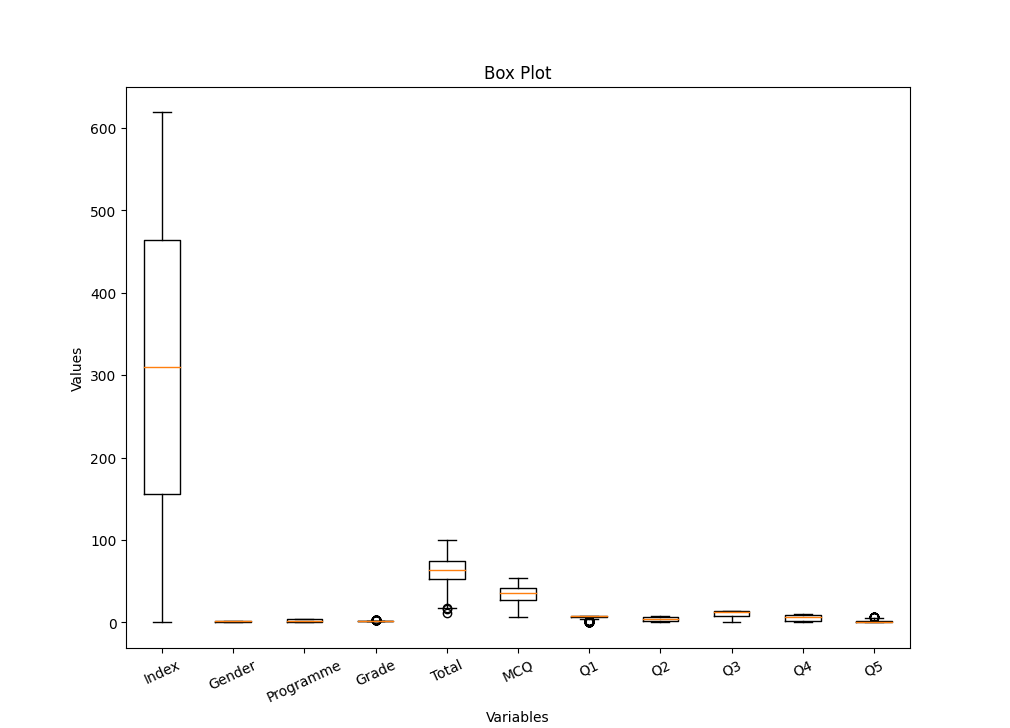 Box Plot
600
500
400
300
200
100
0
Values
Index
Gender
Programme
Grade
Total
MCQ
Q1
Q2
Q3
Q4
Q5
Variables